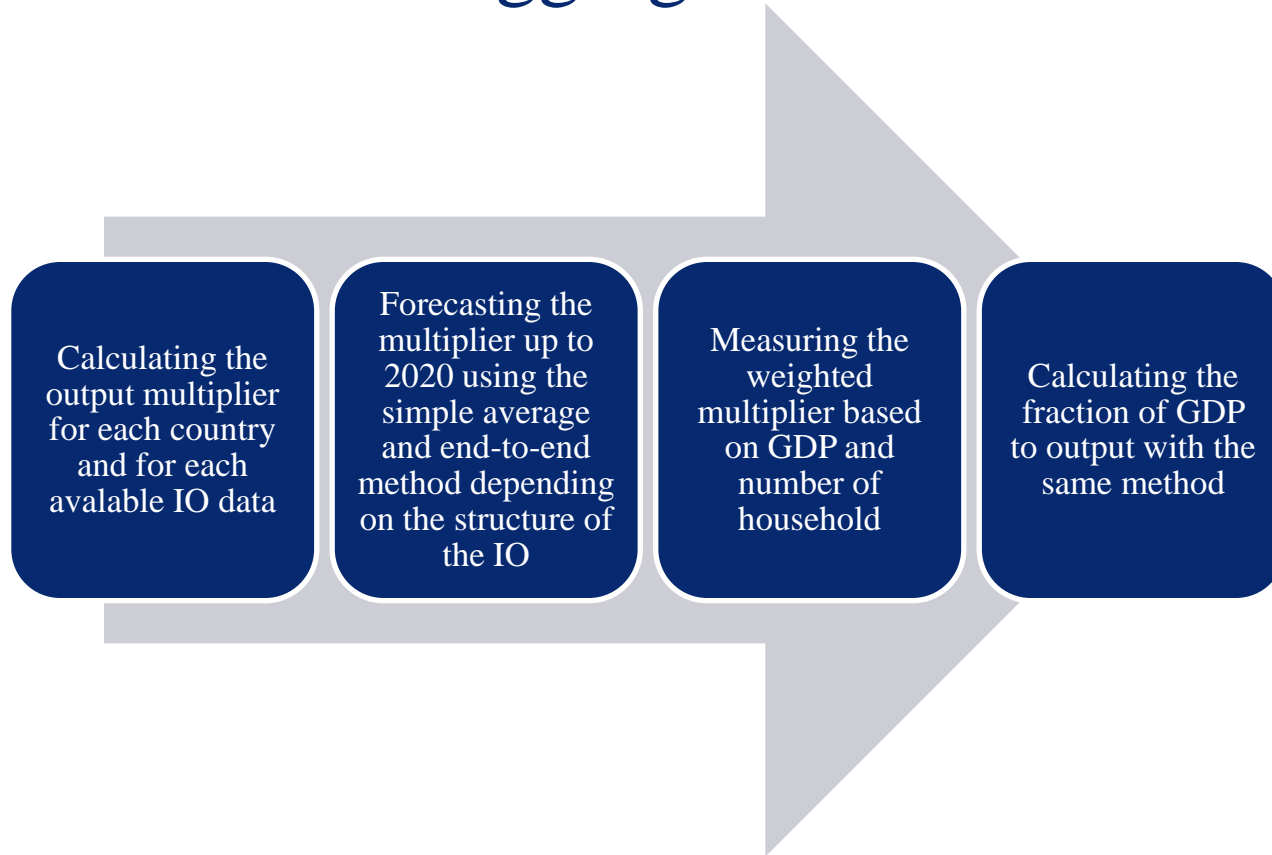 Calculating the
output multiplier
for each country
and for each
avalable IO data
Forecasting the
multiplier up to
2020 using the
simple average
and end-to-end
method depending
on the structure of
the IO
Measuring the
weighted
multiplier based
on GDP and
number of
household
Calculating the
fraction of GDP
to output with the
same method